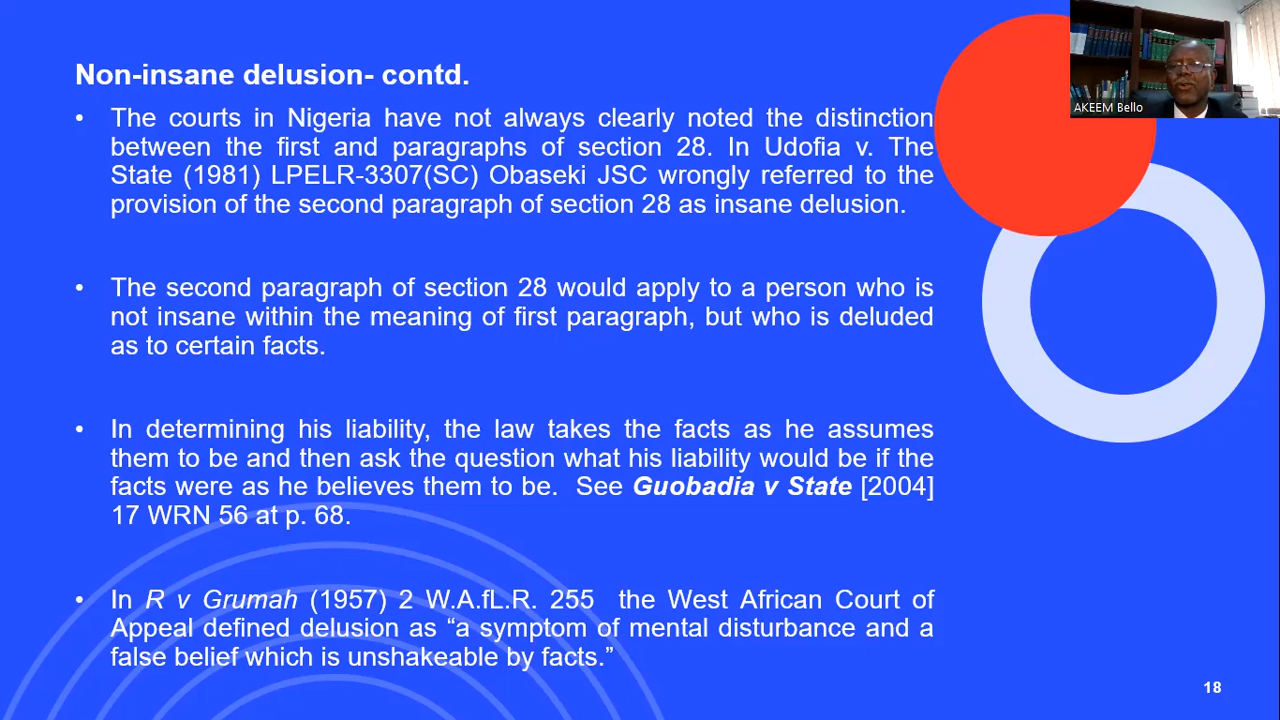 Non-insane delusion- contd.
• The courts in Nigeria have not always clearly noted the distinction
between the first and paragraphs of section 28. In Udofia v. The
State (1981) LPELR-3307(SC) Obaseki JSC wrongly referred to the
provision of the second paragraph of section 28 as insane delusion.
• The second paragraph of section 28 would apply to a person who is
not insane within the meaning of first paragraph, but who is deluded
as to certain facts.
• In determining his liability, the law takes the facts as he assumes
them to be and then ask the question what his liability would be if the
facts were as he believes them to be. See Guobadia v State [2004]
17 WRN 56 at p. 68.
• In R v Grumah (1957) 2 W.A.fL.R. 255 the West African Court of
Appeal defined delusion as “a symptom of mental disturbance and a
false belief which is unshakeable by facts.”
AKEEM Bello
18